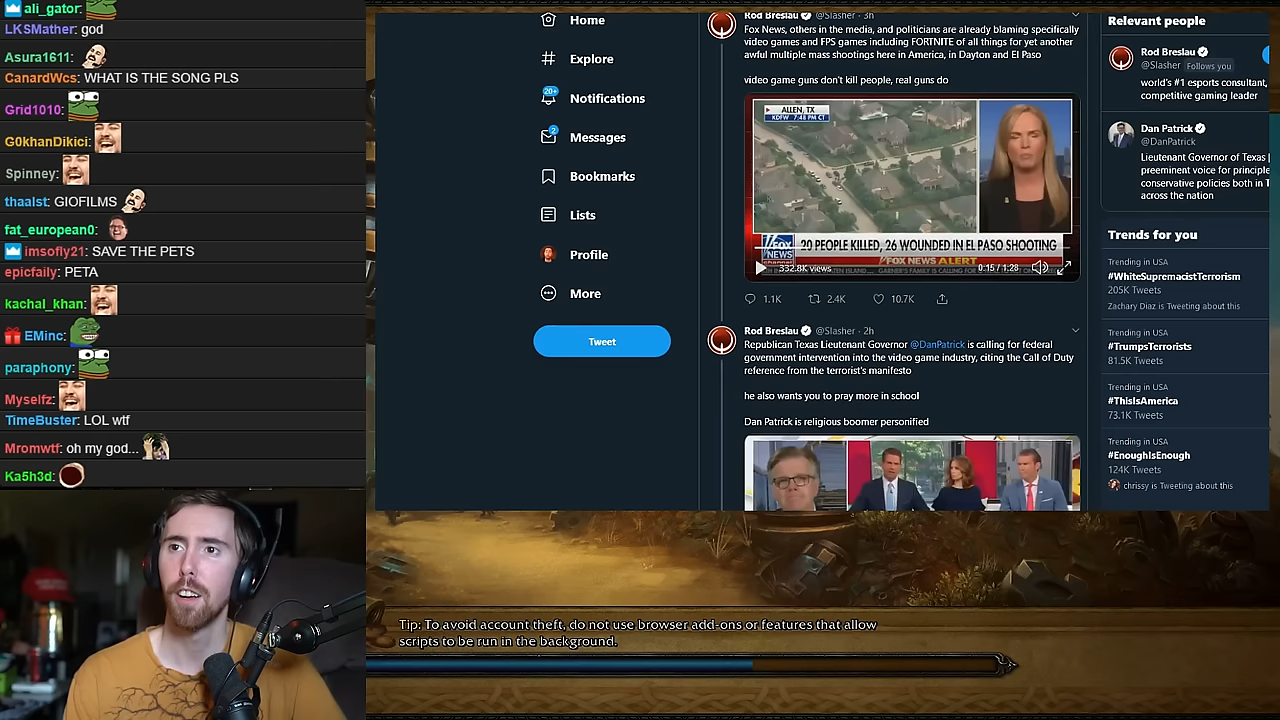 ali_gator:
LKSMather: god
Asura1611:
CanardWcs: WHAT IS THE SONG PLS
Grid1010:
G0khanDikici:
Spinney:
thaalst: GIOFILMS
fat_european0:
imsofly21: SAVE THE PETS
epicfaily: PETA
kachal_khan:
EMinc:
paraphony:
Myselfz:
TimeBuster: LOL wtf
Mromwtf: oh my god...
Ka5h3d:
Home
Explore
20+
Notifications
2
Messages
Bookmarks
Lists
Profile
More
Tweet
Rod Breslau @Slasher · 3h
Fox News, others in the media, and politicians are already blaming specifically
video games and FPS games including FORTNITE of all things for yet another
awful multiple mass shootings here in America, in Dayton and El Paso
video game guns don't kill people, real guns do
ALLEN, TX
KDFW 7:48 PM CT
FOX
NEWS
channel
20 PEOPLE KILLED, 26 WOUNDED IN EL PASO SHOOTING
FOX NEWS ALERT
332.8K views
0:15 / 1:28
1.1K
2.4K
10.7K
Rod Breslau @Slasher · 2h
Republican Texas Lieutenant Governor @DanPatrick is calling for federal
government intervention into the video game industry, citing the Call of Duty
reference from the terrorist's manifesto
he also wants you to pray more in school
Dan Patrick is religious boomer personified
Relevant people
Rod Breslau
@Slasher Follows you
world's #1 esports consultant,
competitive gaming leader
Dan Patrick
@DanPatrick
Lieutenant Governor of Texas |
preeminent voice for principle
conservative policies both in T
across the nation
Trends for you
Trending in USA
#WhiteSupremacistTerrorism
205K Tweets
Zachary Diaz is Tweeting about this
Trending in USA
#TrumpsTerrorists
81.5K Tweets
Trending in USA
#ThisIsAmerica
73.1K Tweets
Trending in USA
#EnoughIsEnough
124K Tweets
chrissy is Tweeting about this
Tip: To avoid account theft, do not use browser add-ons or features that allow
scripts to be run in the background.